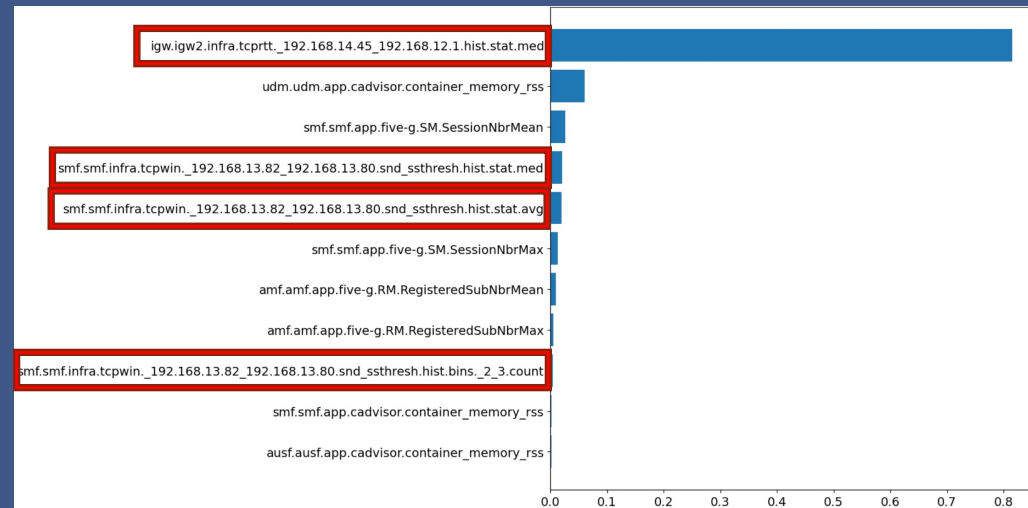 igw.igw2.infra.tcprtt._192.168.14.45_192.168.12.1.hist.stat.med
udm.udm.app.cadvisor.container_memory_rss
smf.smf.app.five-g.SM.SessionNbrMean
smf.smf.infra.tcpwin._192.168.13.82_192.168.13.80.snd_ssthresh.hist.stat.med
smf.smf.infra.tcpwin._192.168.13.82_192.168.13.80.snd_ssthresh.hist.stat.avg
smf.smf.app.five-g.SM.SessionNbrMax
amf.amf.app.five-g.RM.RegisteredSubNbrMean
amf.amf.app.five-g.RM.RegisteredSubNbrMax
smf.smf.infra.tcpwin._192.168.13.82_192.168.13.80.snd_ssthresh.hist.bins._2_3.count
smf.smf.app.cadvisor.container_memory_rss
ausf.ausf.app.cadvisor.container_memory_rss
0.0 0.1 0.2 0.3 0.4 0.5 0.6 0.7 0.8